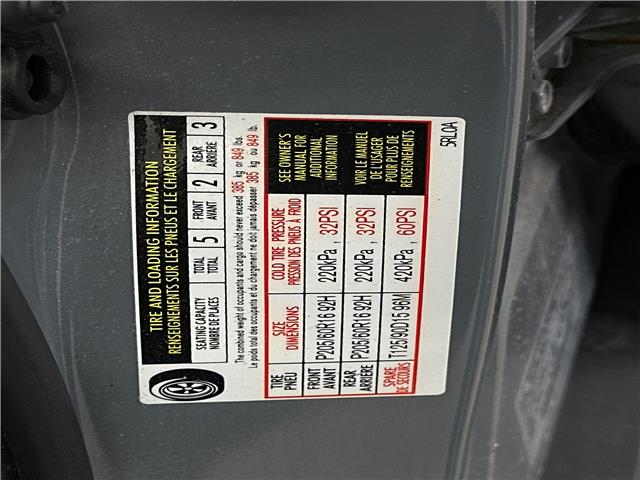 TIRE AND LOADING INFORMATION
RENSEIGNEMENTS SUR LES PNEUS ET LE CHARGEMENT
SEATING CAPACITY TOTAL 5 FRONT 2 REAR 3
NOMBRE DE PLACES TOTAL AVANT ARRIÈRE
The combined weight of occupants and cargo should never exceed 385 kg or 849 lbs.
Le poids total des occupants et du chargement ne doit jamais dépasser 385 kg ou 849 lb.
TIRE SIZE COLD TIRE PRESSURE SEE OWNER'S
PNEU DIMENSIONS PRESSION DES PNEUS À FROID MANUAL FOR
ADDITIONAL
INFORMATION
FRONT P205/60R16 92H 220kPa, 32PSI
AVANT
REAR P205/60R16 92H 220kPa, 32PSI VOIR LE MANUEL
ARRIÈRE DE L'USAGER
POUR PLUS DE
RENSEIGNEMENTS
SPARE T125/90D16 98M 420kPa, 60PSI
DE SECOURS
5RL0A